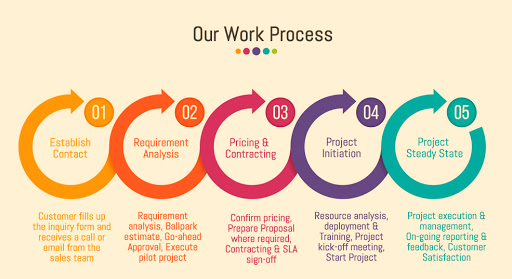 Our Work Process
01
Establish
Contact
Customer fills up
the inquiry form and
receives a call or
email from the
sales team
02
Requirement
Analysis
Requirement
analysis, Ballpark
estimate, Go-ahead
Approval, Execute
pilot project
03
Pricing &
Contracting
Confirm pricing,
Prepare Proposal
where required,
Contracting & SLA
sign-off
04
Project
Initiation
Resource analysis,
deployment &
Training, Project
kick-off meeting,
Start Project
05
Project
Steady State
Project execution &
management,
On-going reporting
& feedback, Customer
Satisfaction